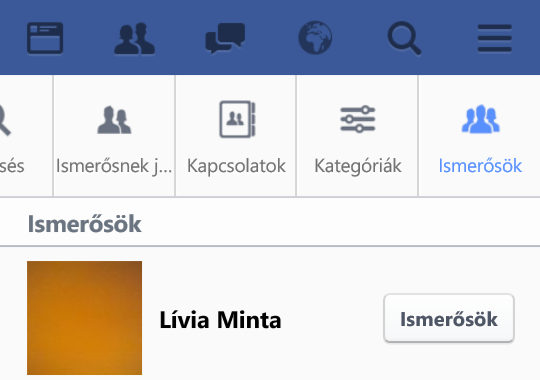 sés
Ismerősnek j...
Kapcsolatok
Kategóriák
Ismerősök
Ismerősök
Lívia Minta
Ismerősök